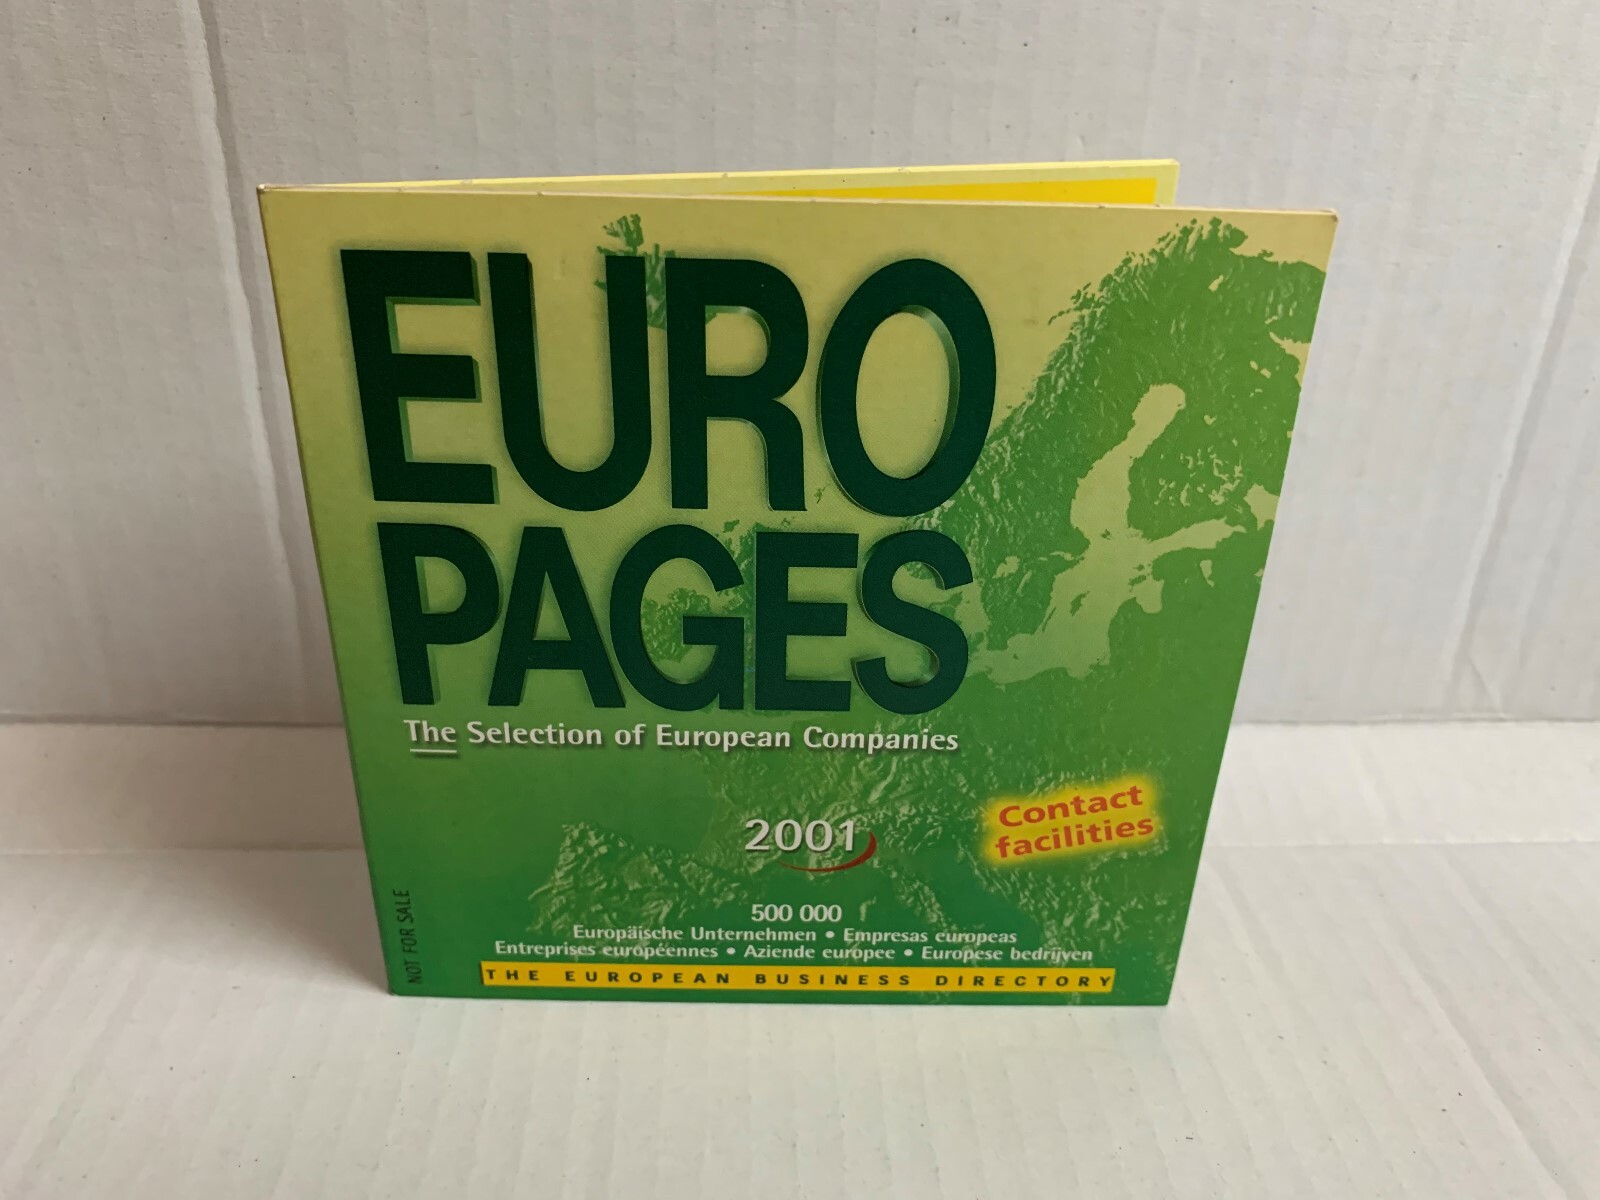 EURO
PAGES
The Selection of European Companies
2001
Contact
facilities
500 000
Europäische Unternehmen • Empresas europeas
Entreprises européennes • Aziende europee • Europese bedrijven
THE EUROPEAN BUSINESS DIRECTORY
NOT FOR SALE